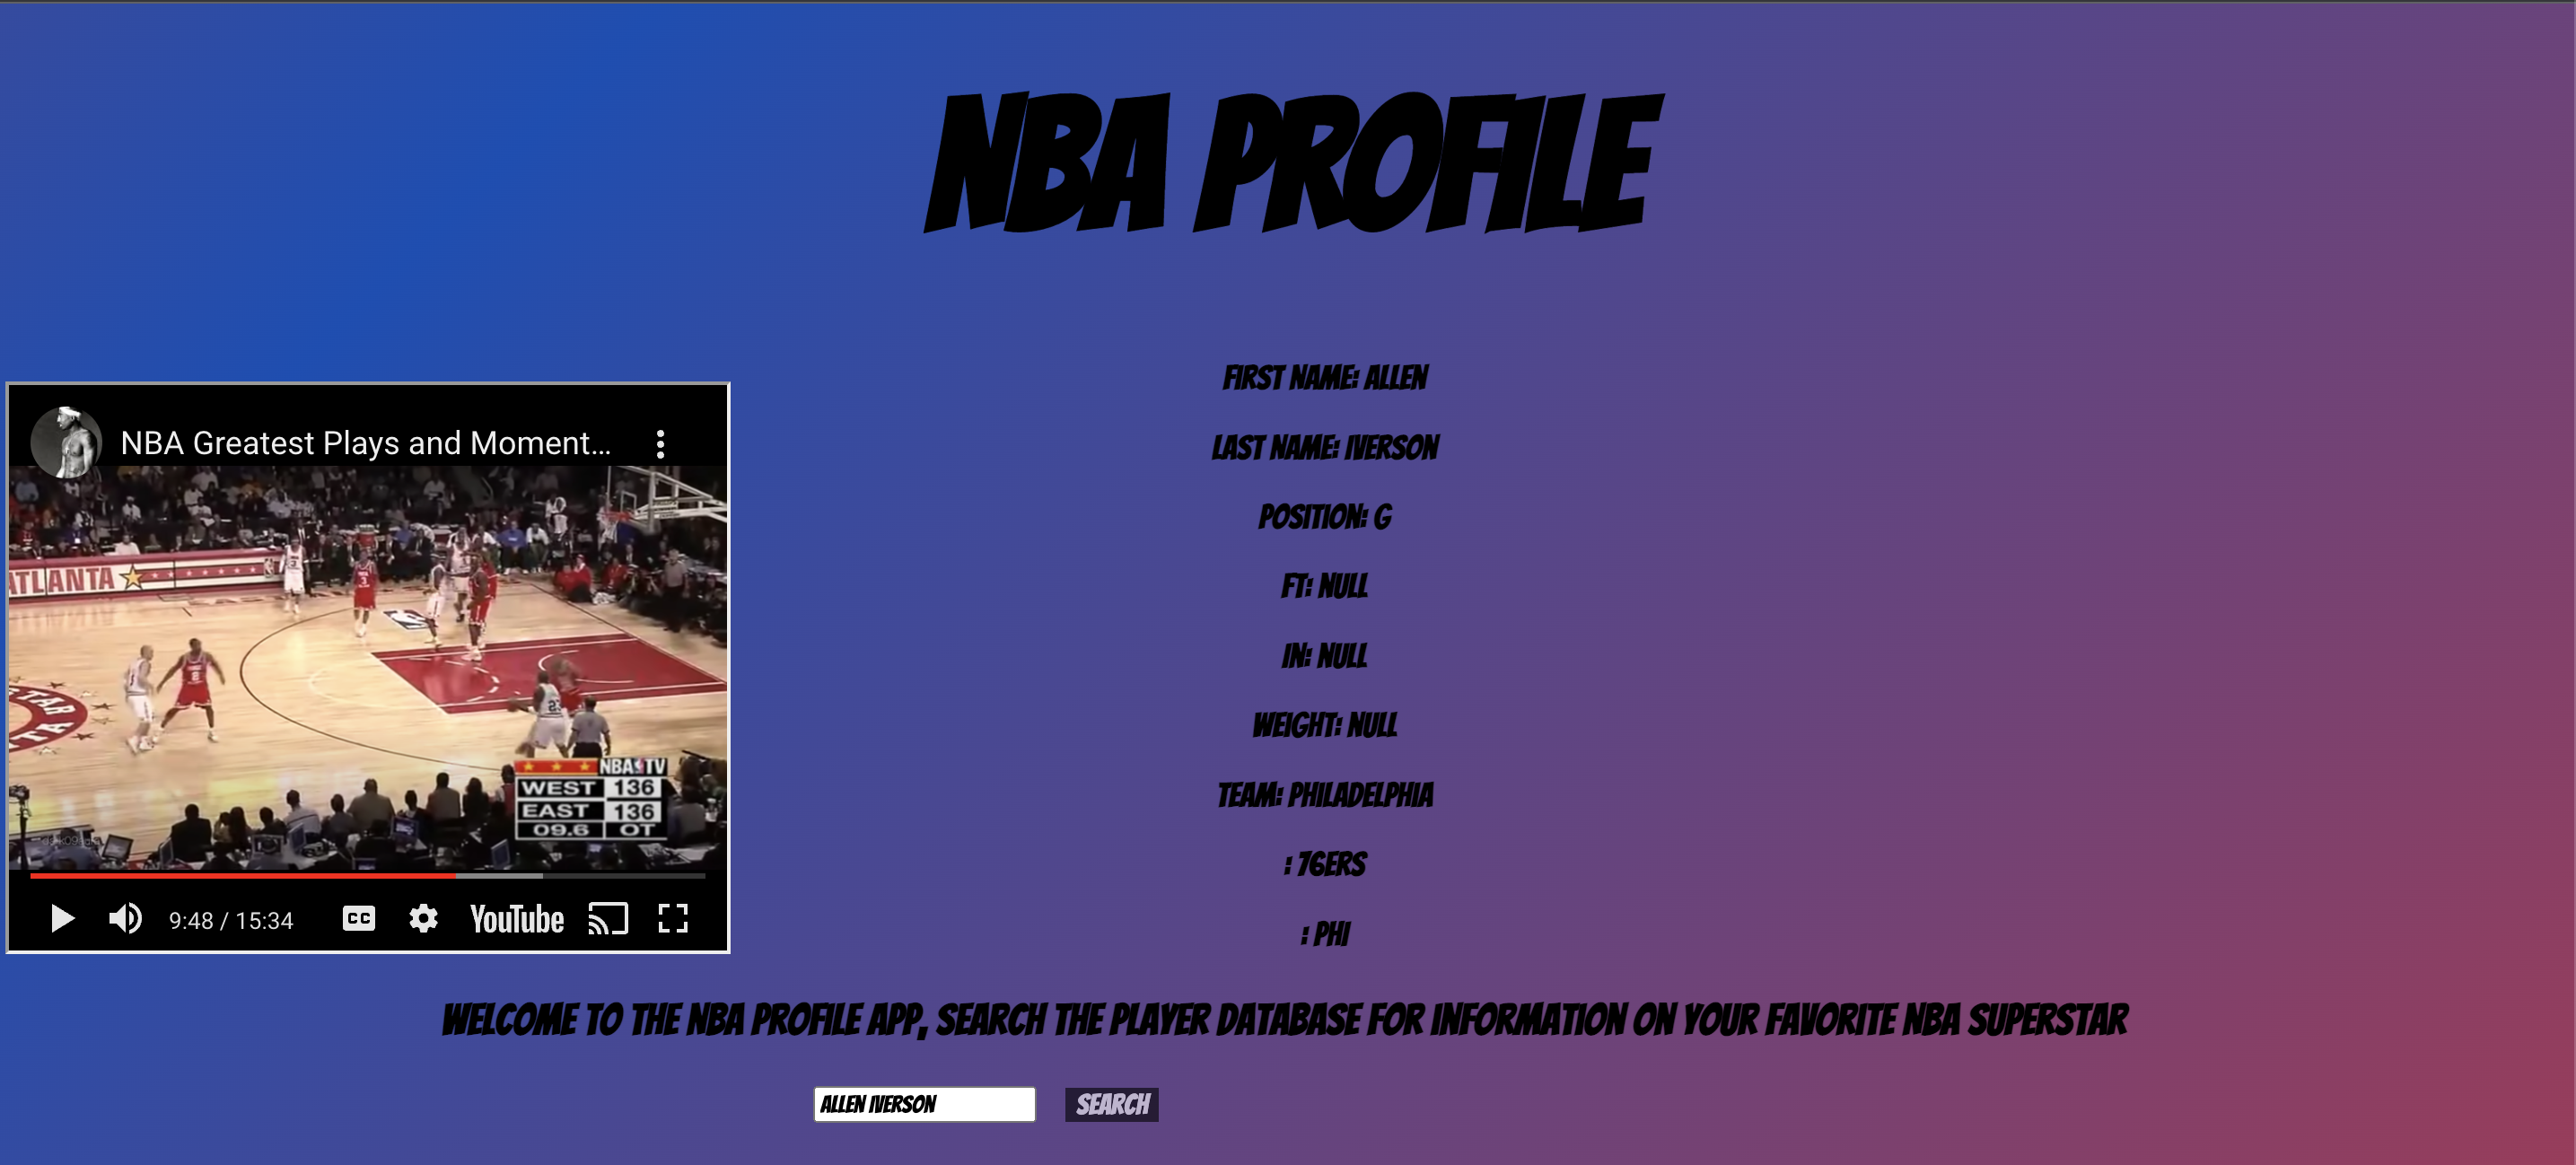 NBA PROFILE
FIRST NAME: ALLEN
LAST NAME: IVERSON
POSITION: G
FT: NULL
IN: NULL
WEIGHT: NULL
TEAM: PHILADELPHIA
: 76ERS
: PHI
NBA Greatest Plays and Moment...
ATLANTA
NBA TV
WEST 136
EAST 136
09.6 OT
9:48 / 15:34
CC
YouTube
WELCOME TO THE NBA PROFILE APP, SEARCH THE PLAYER DATABASE FOR INFORMATION ON YOUR FAVORITE NBA SUPERSTAR
ALLEN IVERSON
SEARCH